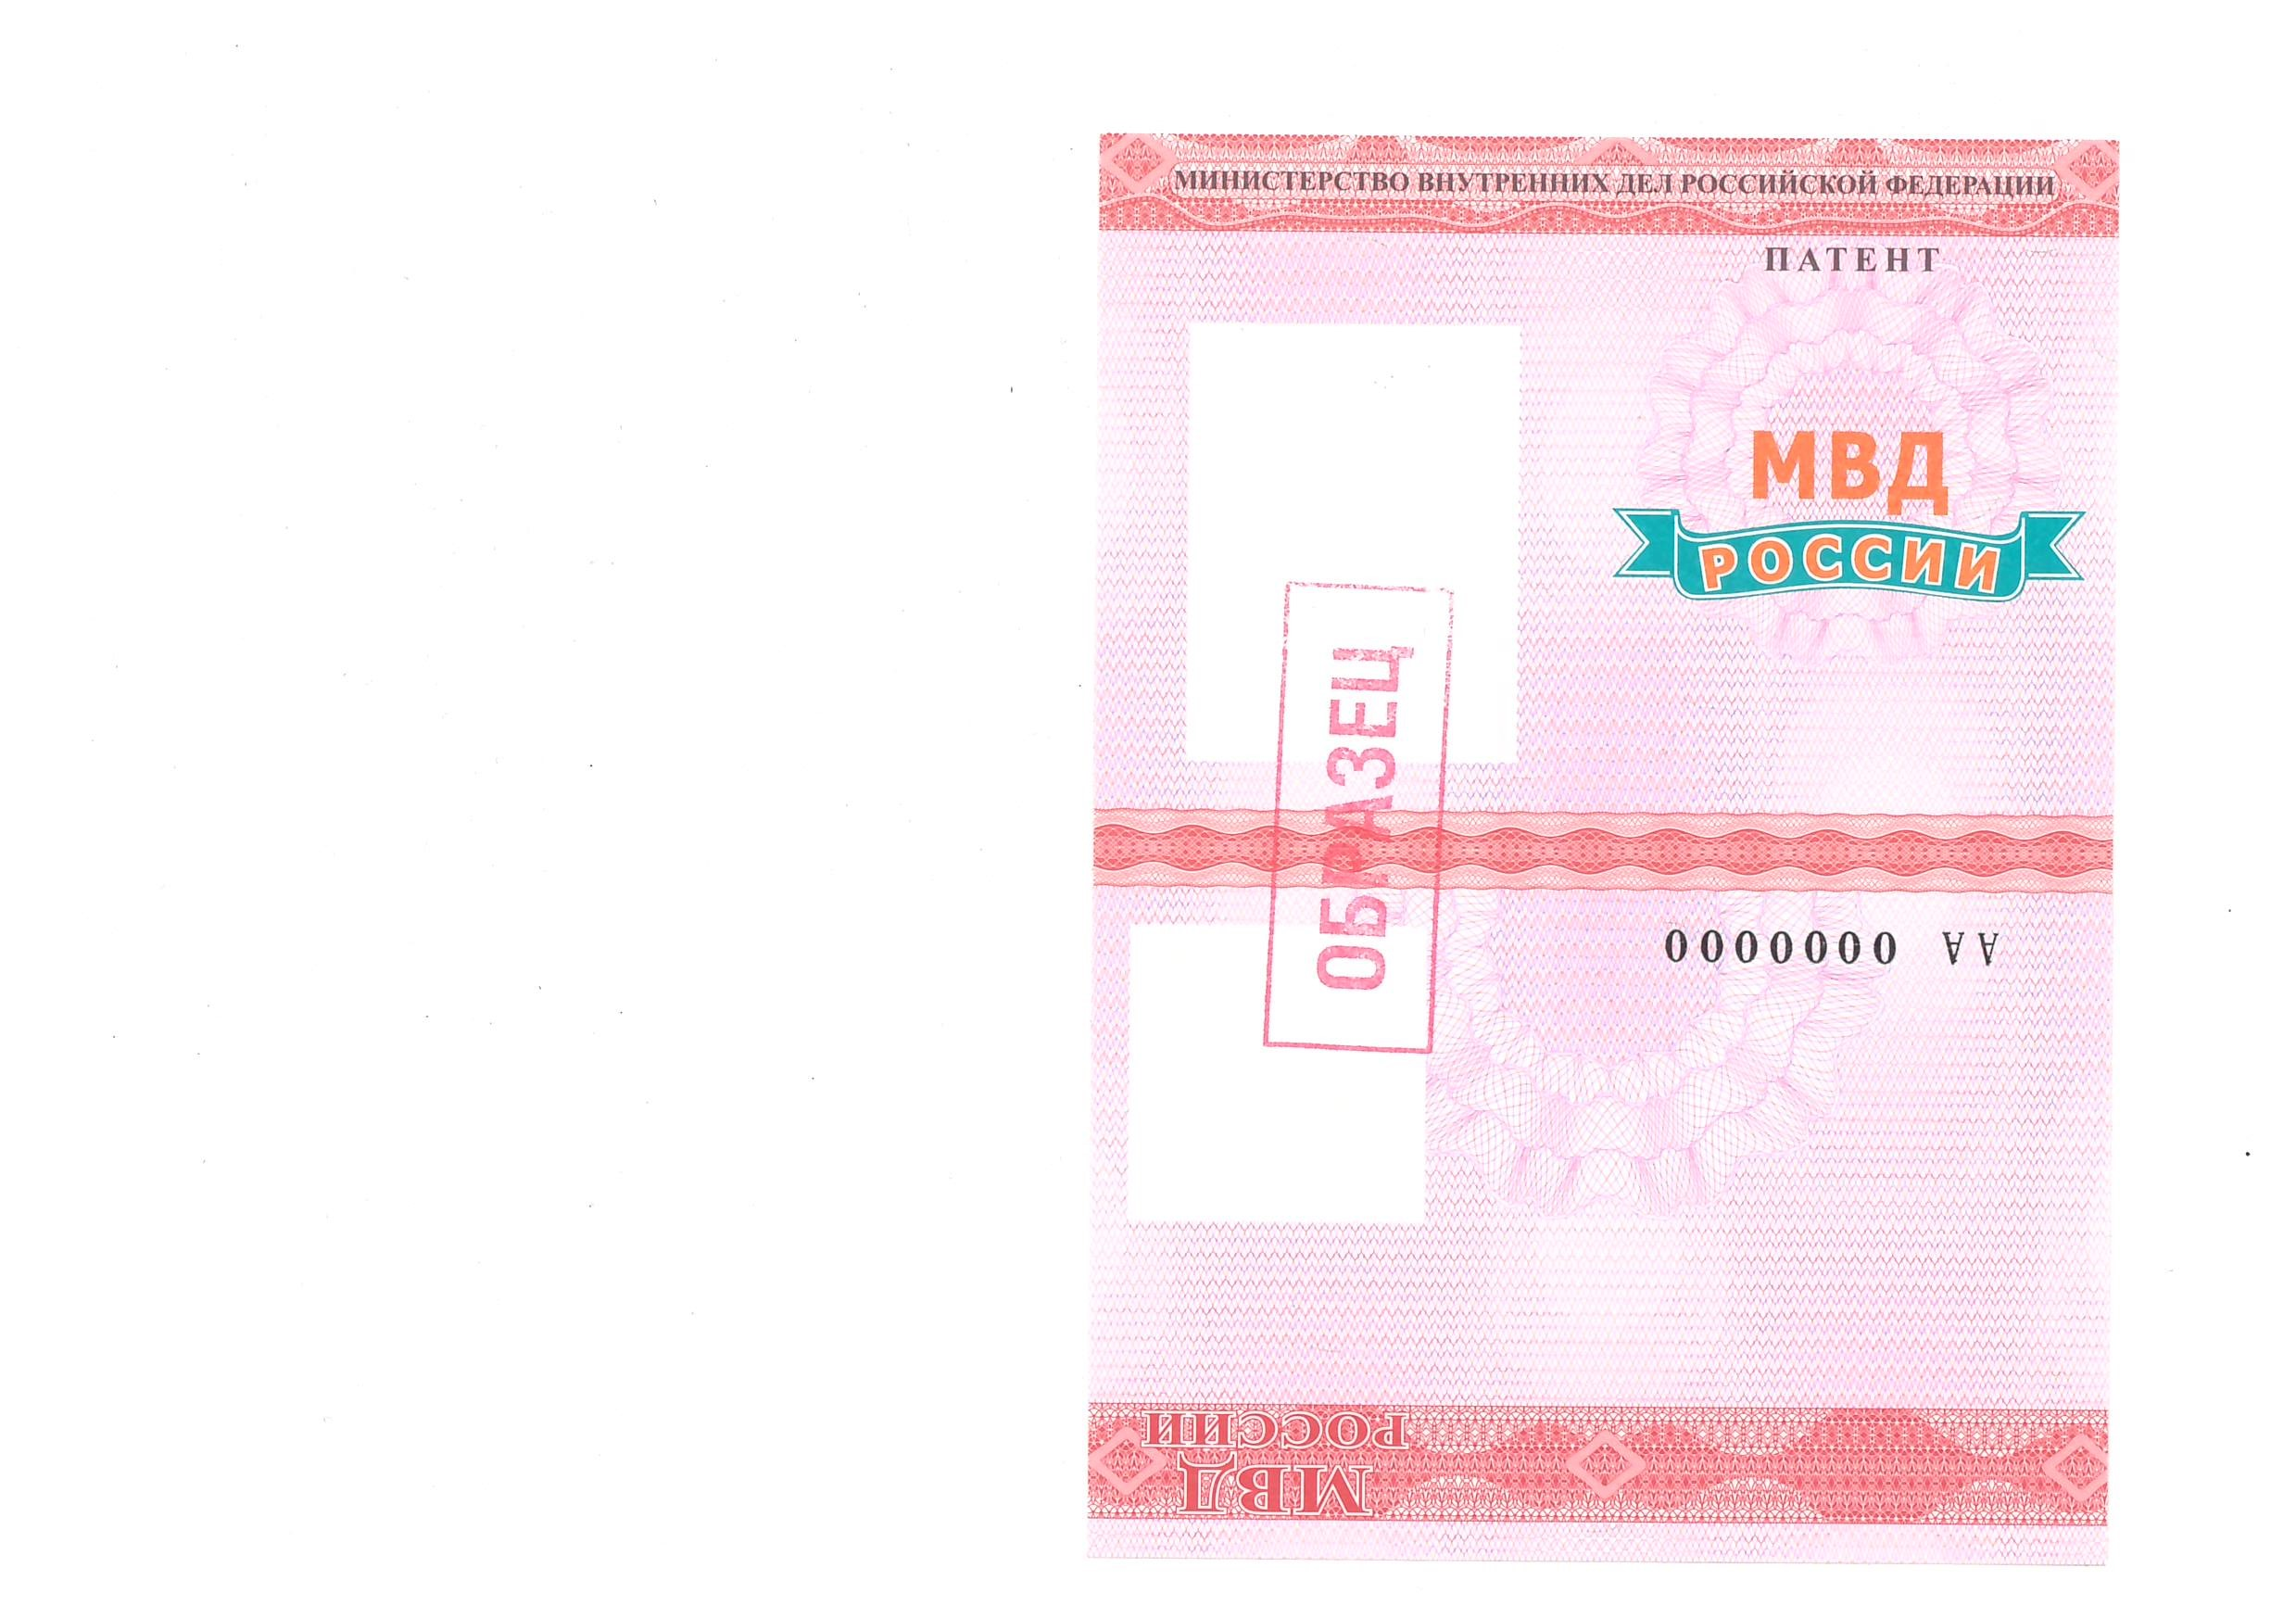 МИНИСТЕРСТВО ВНУТРЕННИХ ДЕЛ РОССИЙСКОЙ ФЕДЕРАЦИИ
ПАТЕНТ
МВД
РОССИИ
ОБРАЗЕЦ
АА 0000000
МВД
РОССИИ